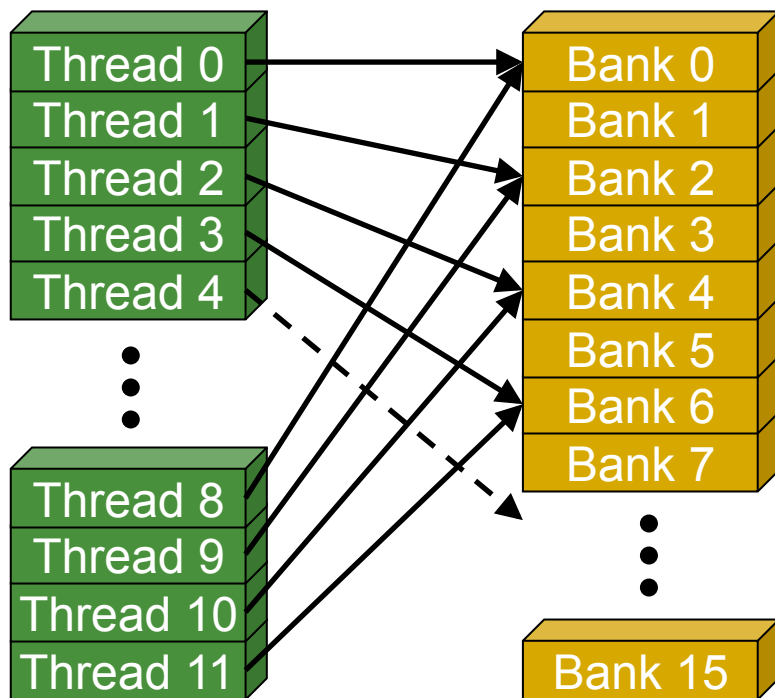 Thread 0
Thread 1
Thread 2
Thread 3
Thread 4
Thread 8
Thread 9
Thread 10
Thread 11
Bank 0
Bank 1
Bank 2
Bank 3
Bank 4
Bank 5
Bank 6
Bank 7
Bank 15